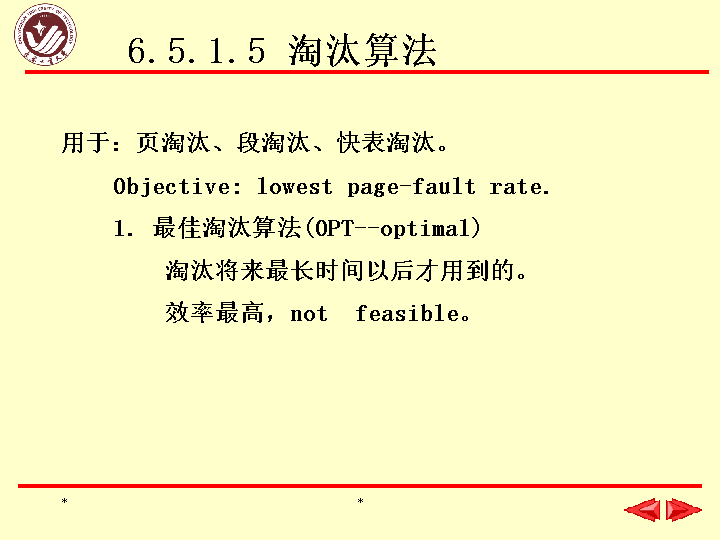 6.5.1.5 淘汰算法
用于：页淘汰、段淘汰、快表淘汰。
Objective: lowest page-fault rate.
1. 最佳淘汰算法(OPT--optimal)
淘汰将来最长时间以后才用到的。
效率最高，not feasible。
* *